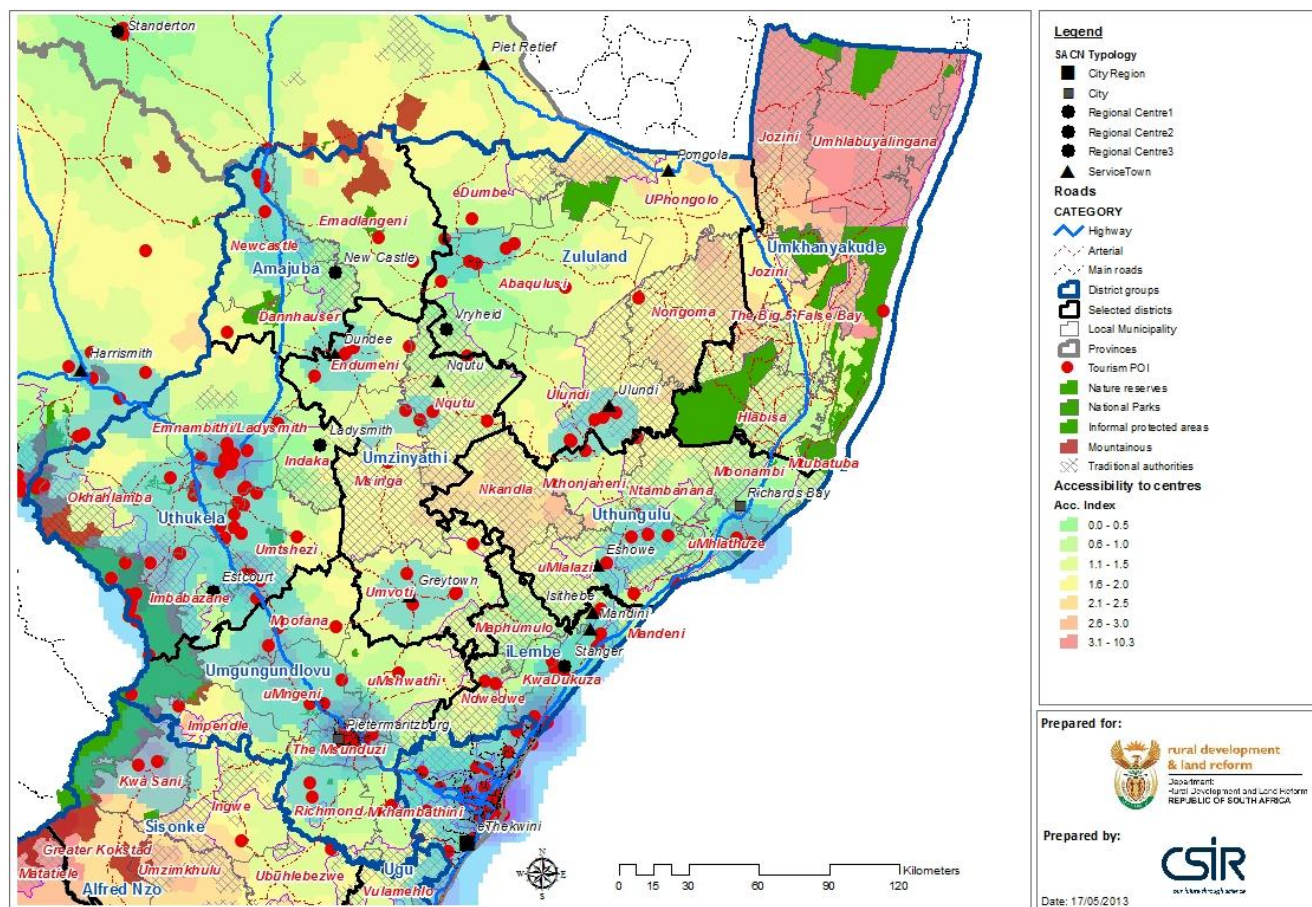 Standerton
Piet Retief
Jozini
Umhlabuyalingana
Pongola
eDumbe
UPhongolo
Emadlangeni
Newcastle
Amajuba
New Castle
Zululand
Umkhanyakude
Jozini
Abaqulusi
Dannhauser
Nongoma
The Big 5 False Bay
Vryheid
Harrismith
Dundee
Endumeni
Nqutu
Nqutu
Ulundi
Ulundi
Hlabisa
Emnambithi/Ladysmith
Ladysmith
Indaka
Umzinyathi
Msinga
Mtubatuba
Mbonambi
Okhahlamba
Nkandla
Mthonjaneni
Ntambanana
Richards Bay
Uthukela
Uthungulu
Umtshezi
uMhlathuze
Eshowe
uMlalazi
Estcourt
Greytown
Imbabazane
Umvoti
Isithebe
Mandini
Mpofana
Maphumulo
Mandeni
Stanger
iLembe
Umgungundlovu
uMshwathi
KwaDukuza
uMngeni
Ndwedwe
Impendle
Pietermaritzburg
The Msunduzi
Kwa Sani
Ingwe
Richmond
Mkhambathini
Sisonke
eThekwini
Greater Kokstad
Matatiele
Umzimkhulu
Ubuhlebezwe
Ugu
Alfred Nzo
Vulamehlo
N
W E
S
Kilometers
0 15 30 60 90 120
Legend
SACN Typology
City Region
City
Regional Centre1
Regional Centre2
Regional Centre3
ServiceTown
Roads
CATEGORY
Highway
Arterial
Main roads
District groups
Selected districts
Local Municipality
Provinces
Tourism POI
Nature reserves
National Parks
Informal protected areas
Mountainous
Traditional authorities
Accessibility to centres
Acc. Index
0.0 - 0.5
0.6 - 1.0
1.1 - 1.5
1.6 - 2.0
2.1 - 2.5
2.6 - 3.0
3.1 - 10.3
Prepared for:
rural development
& land reform
Department:
Rural Development and Land Reform
REPUBLIC OF SOUTH AFRICA
Prepared by:
CSIR
our future through science
Date: 17/05/2013